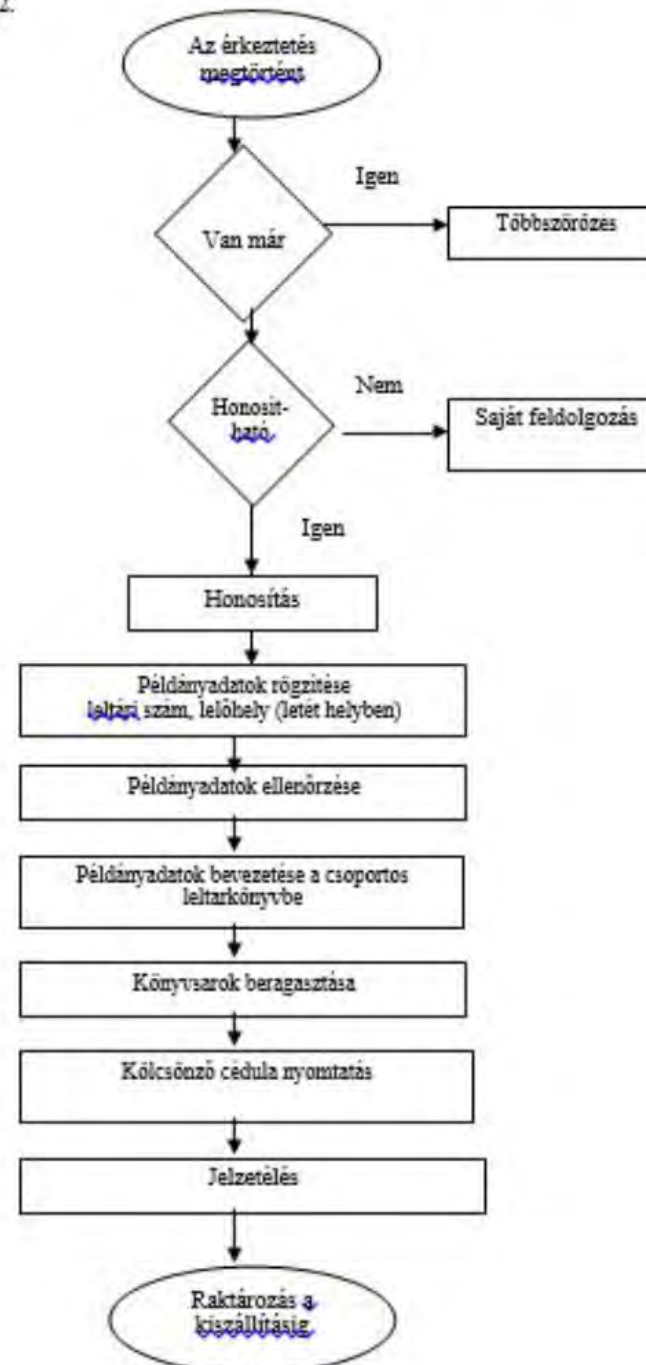 Az érkeztetés
megtörtént
Igen
Van már
Többszörözés
Honosít-
ható
Nem
Saját feldolgozás
Igen
Honosítás
Példányadatok rögzítése
leltári szám, lelőhely (letét helyben)
Példányadatok ellenőrzése
Példányadatok bevezetése a csoportos
leltarkönyvbe
Könyvsarok beragasztása
Kölcsönző cédula nyomtatás
Jelzetelés
Raktározás a
kiszállításig